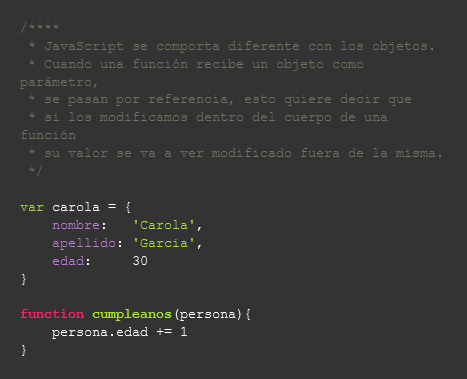 /****
 * JavaScript se comporta diferente con los objetos.
 * Cuando una función recibe un objeto como
parámetro,
 * se pasan por referencia, esto quiere decir que
 * si los modificamos dentro del cuerpo de una
función
 * su valor se va a ver modificado fuera de la misma.
 */

var carola = {
    nombre:   'Carola',
    apellido: 'Garcia',
    edad:     30
}

function cumpleanos(persona){
    persona.edad += 1
}